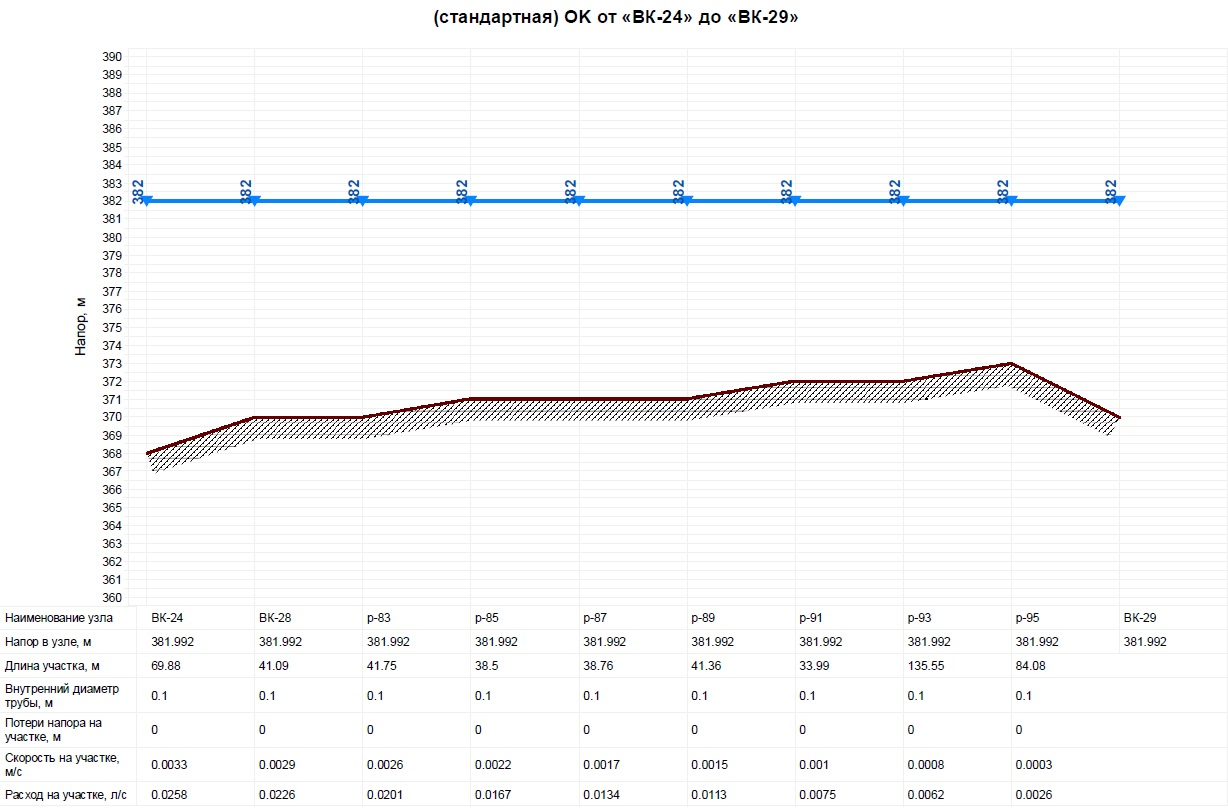 (стандартная) OK от «ВК-24» до «ВК-29»
390
389
388
387
386
385
384
383
382
381
380
379
378
377
376
375
374
373
372
371
370
369
368
367
366
365
364
363
362
361
360
Напор, м
382 382 382 382 382 382 382 382 382 382
Наименование узла ВК-24 ВК-28 р-83 р-85 р-87 р-89 р-91 р-93 р-95 ВК-29
Напор в узле, м 381.992 381.992 381.992 381.992 381.992 381.992 381.992 381.992 381.992 381.992
Длина участка, м 69.88 41.09 41.75 38.5 38.76 41.36 33.99 135.55 84.08
Внутренний диаметр
трубы, м 0.1 0.1 0.1 0.1 0.1 0.1 0.1 0.1 0.1
Потери напора на
участке, м 0 0 0 0 0 0 0 0 0
Скорость на участке,
м/с 0.0033 0.0029 0.0026 0.0022 0.0017 0.0015 0.001 0.0008 0.0003
Расход на участке, л/с 0.0258 0.0226 0.0201 0.0167 0.0134 0.0113 0.0075 0.0062 0.0026